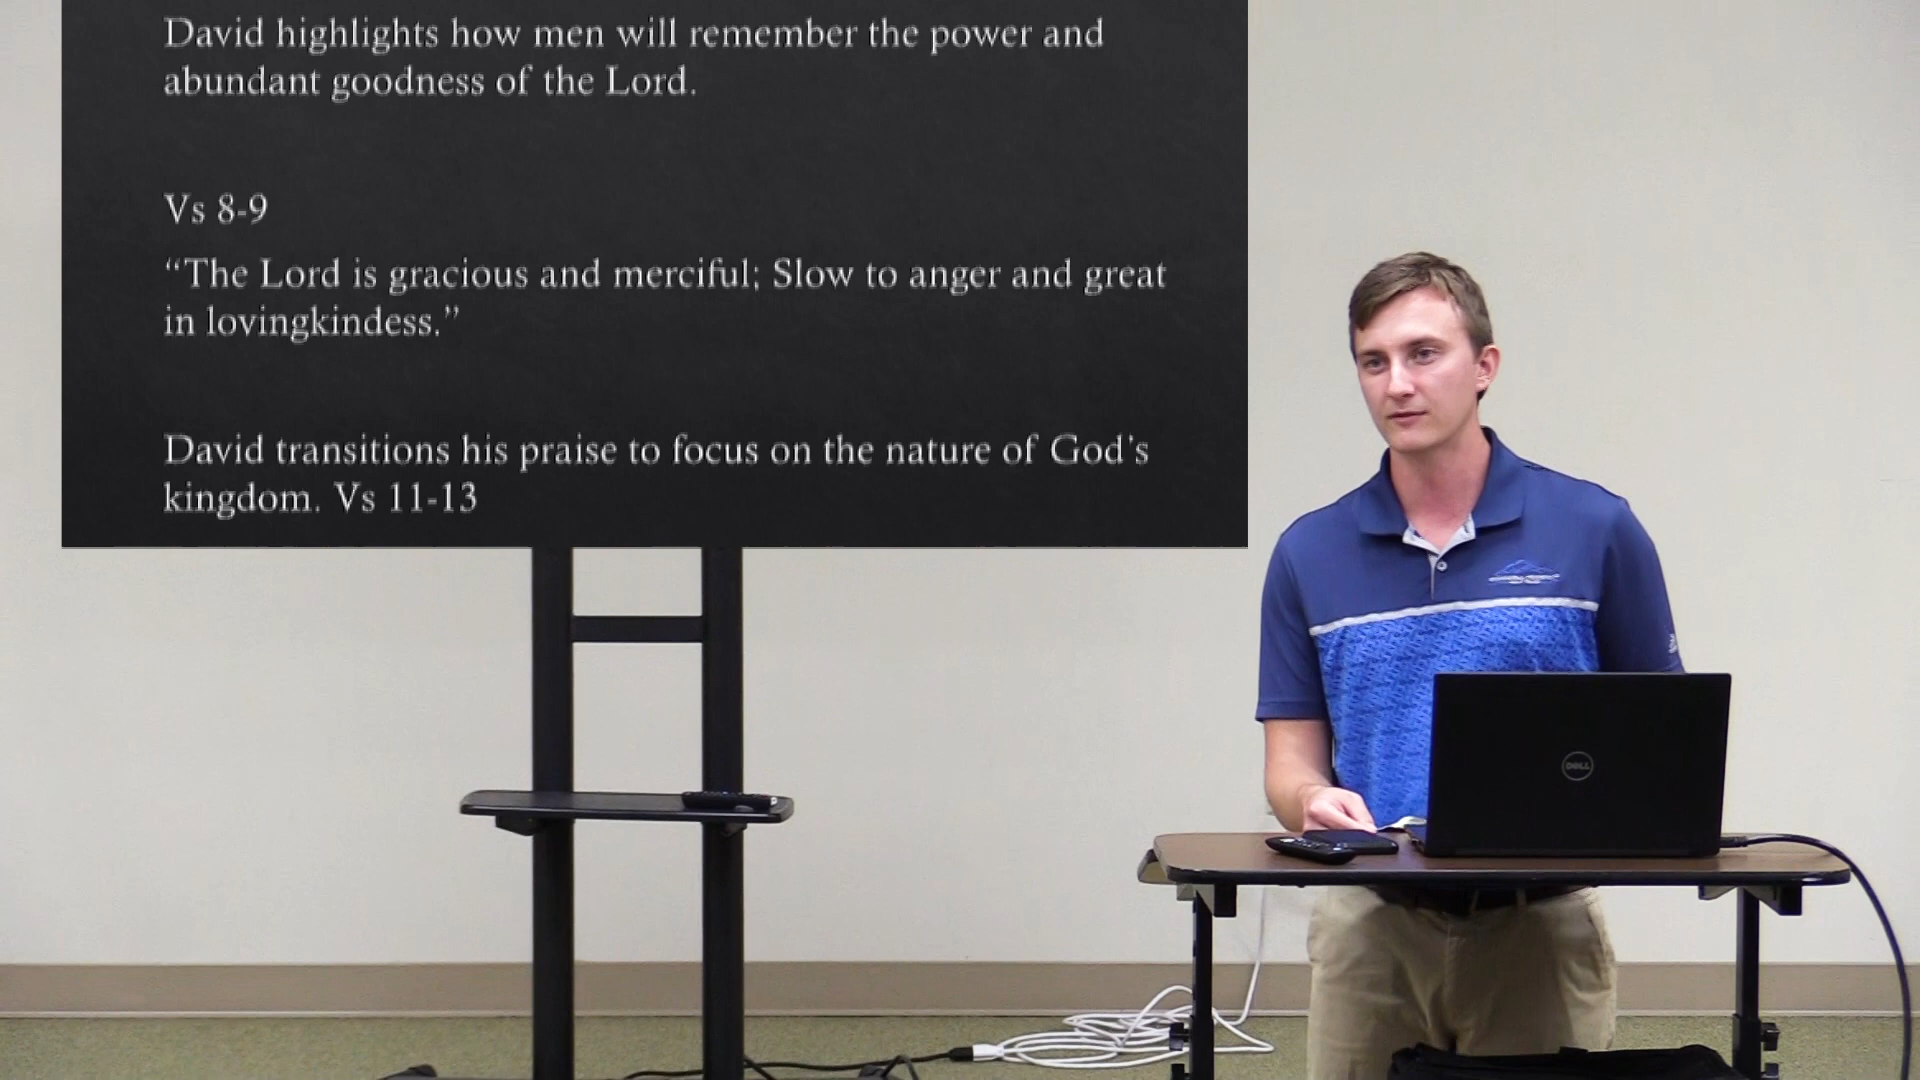 David highlights how men will remember the power and
abundant goodness of the Lord.
Vs 8-9
“The Lord is gracious and merciful; Slow to anger and great
in lovingkindess.”
David transitions his praise to focus on the nature of God's
kingdom. Vs 11-13
DELL